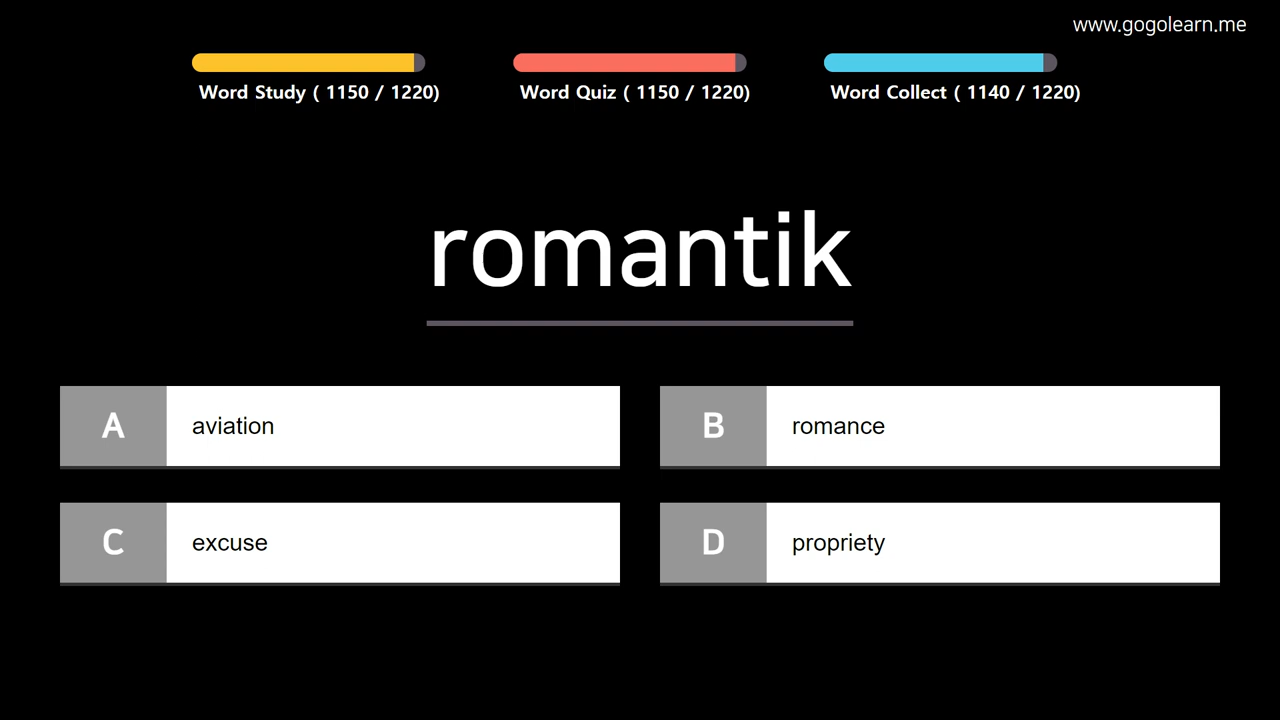 www.gogolearn.me
Word Study ( 1150 / 1220)
Word Quiz ( 1150 / 1220)
Word Collect ( 1140 / 1220)
romantik
A aviation
B romance
C excuse
D propriety